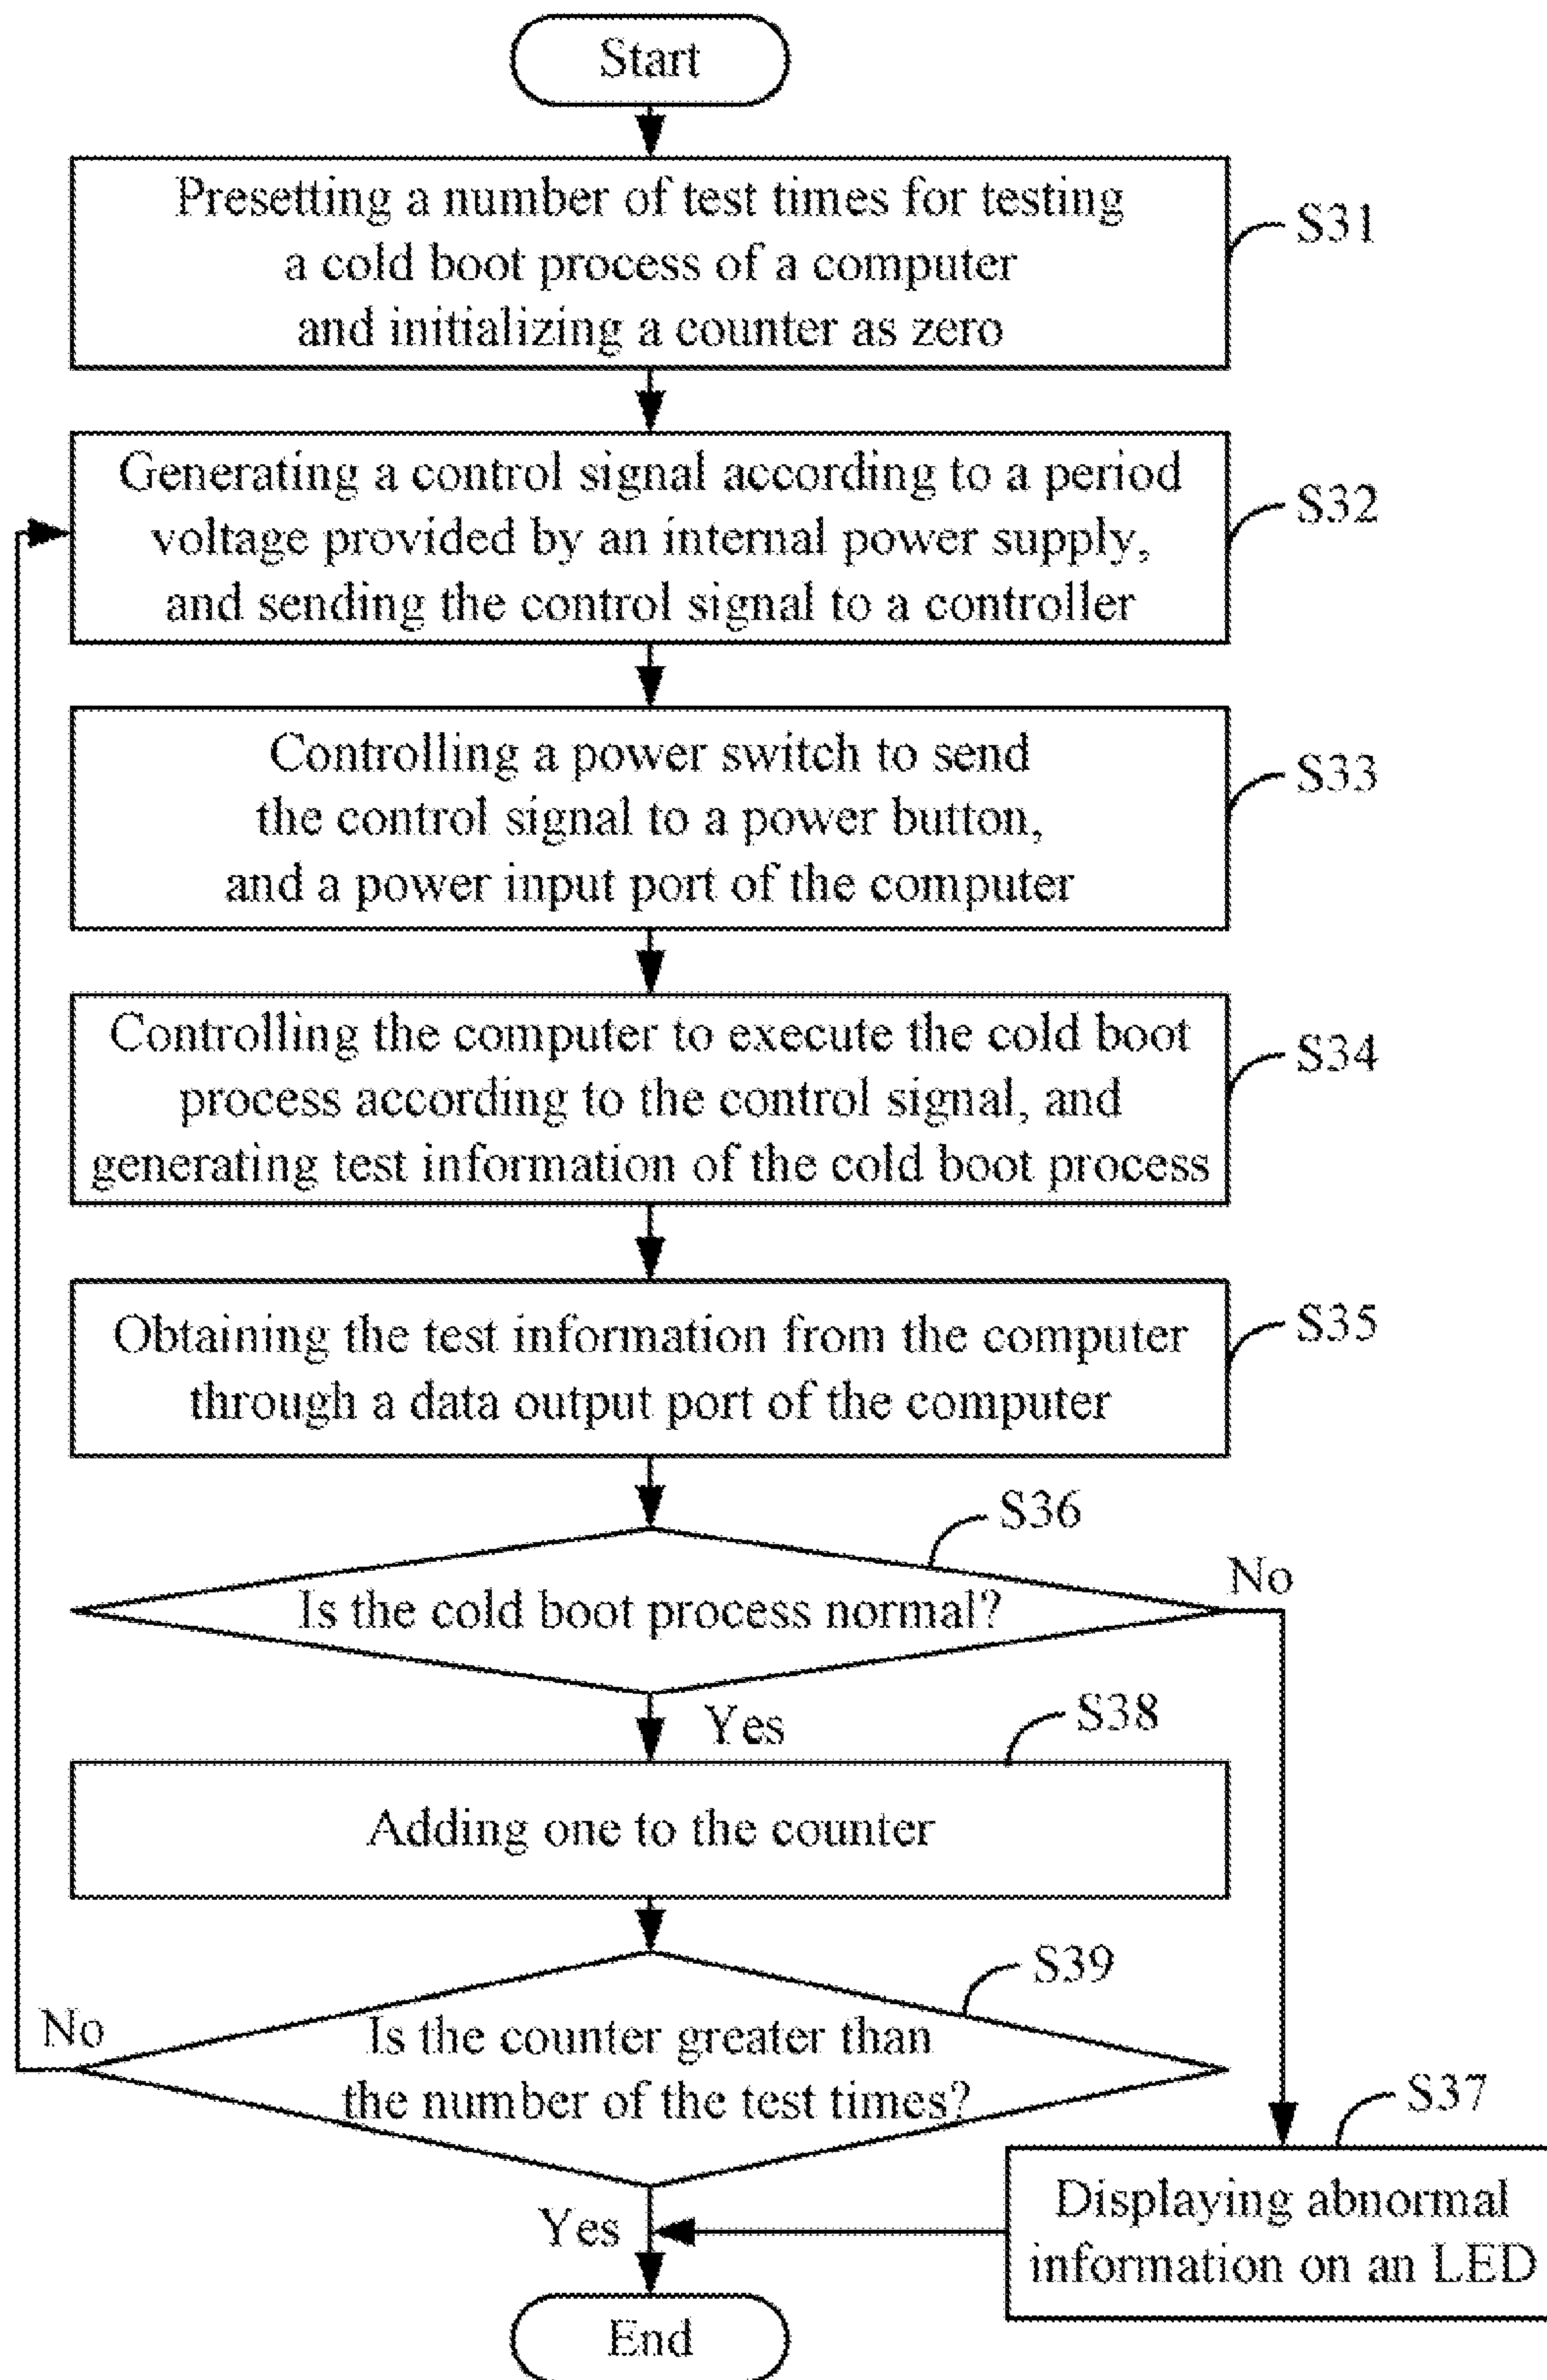 Start
Presetting a number of test times for testing
a cold boot process of a computer
and initializing a counter as zero
S31
Generating a control signal according to a period
voltage provided by an internal power supply,
and sending the control signal to a controller
S32
Controlling a power switch to send
the control signal to a power button,
and a power input port of the computer
S33
Controlling the computer to execute the cold boot
process according to the control signal, and
generating test information of the cold boot process
S34
Obtaining the test information from the computer
through a data output port of the computer
S35
S36
Is the cold boot process normal?
No
Yes
S38
Adding one to the counter
S39
No
Is the counter greater than
the number of the test times?
S37
Displaying abnormal
information on an LED
Yes
End